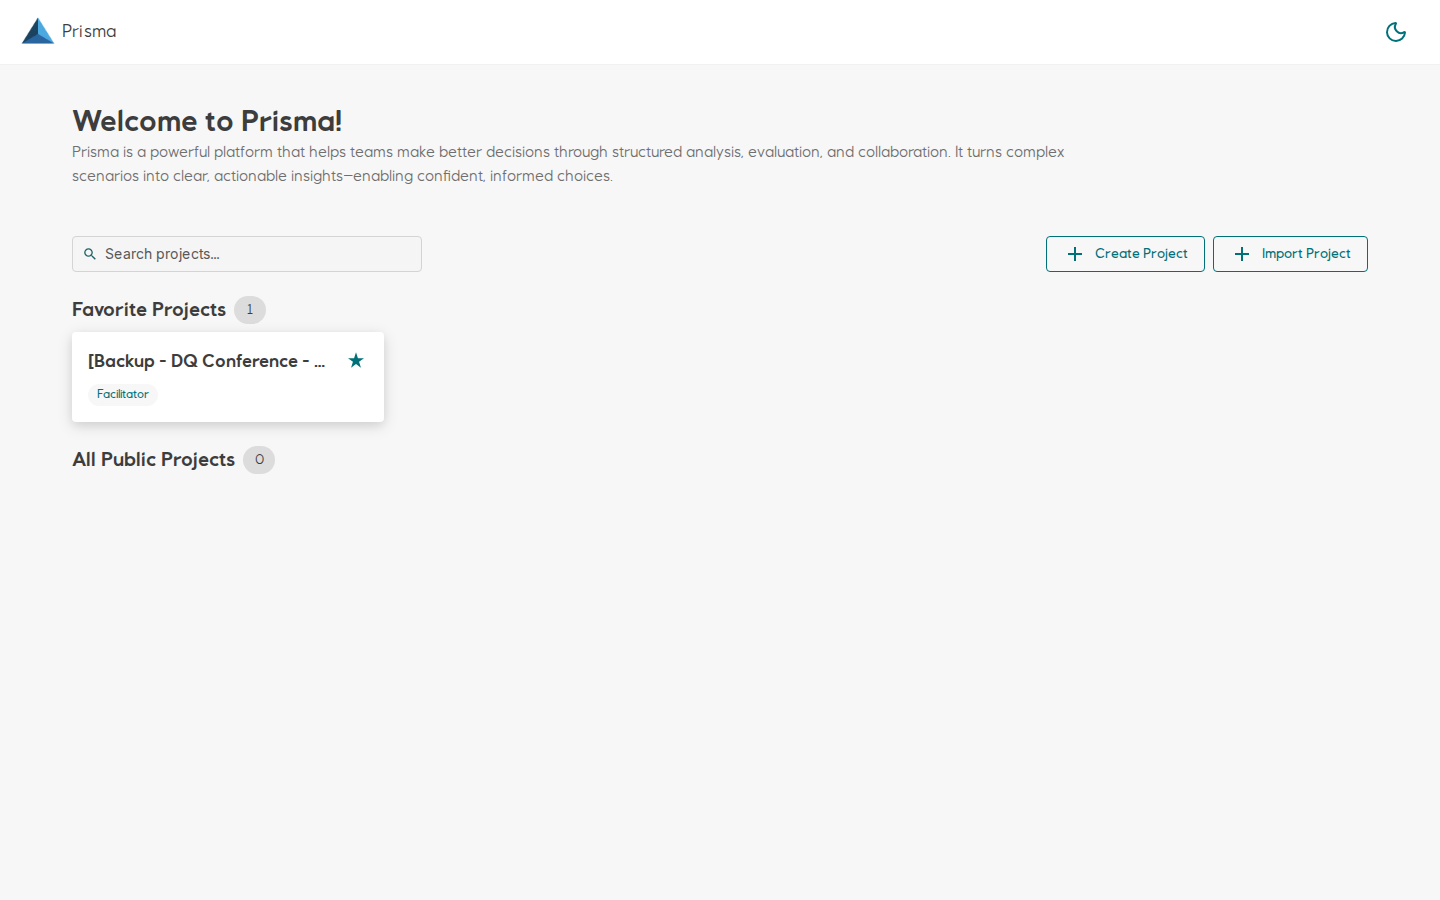 Prisma
Welcome to Prisma!
Prisma is a powerful platform that helps teams make better decisions through structured analysis, evaluation, and collaboration. It turns complex
scenarios into clear, actionable insights—enabling confident, informed choices.
Search projects...
Create Project
Import Project
Favorite Projects 1
[Backup - DQ Conference - ...
Facilitator
All Public Projects 0